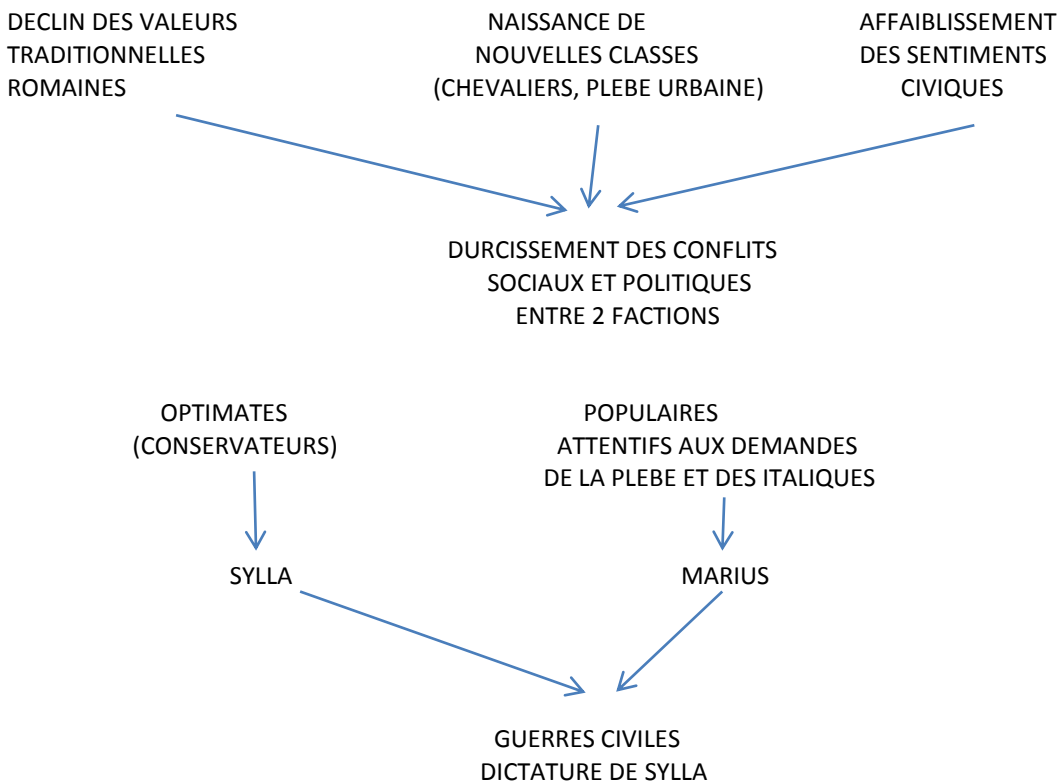 DECLIN DES VALEURS
TRADITIONNELLES
ROMAINES
NAISSANCE DE
NOUVELLES CLASSES
(CHEVALIERS, PLEBE URBAINE)
AFFAIBLISSEMENT
DES SENTIMENTS
CIVIQUES
DURCISSEMENT DES CONFLITS
SOCIAUX ET POLITIQUES
ENTRE 2 FACTIONS
OPTIMATES
(CONSERVATEURS)
POPULAIRES
ATTENTIFS AUX DEMANDES
DE LA PLEBE ET DES ITALIQUES
SYLLA
MARIUS
GUERRES CIVILES
DICTATURE DE SYLLA